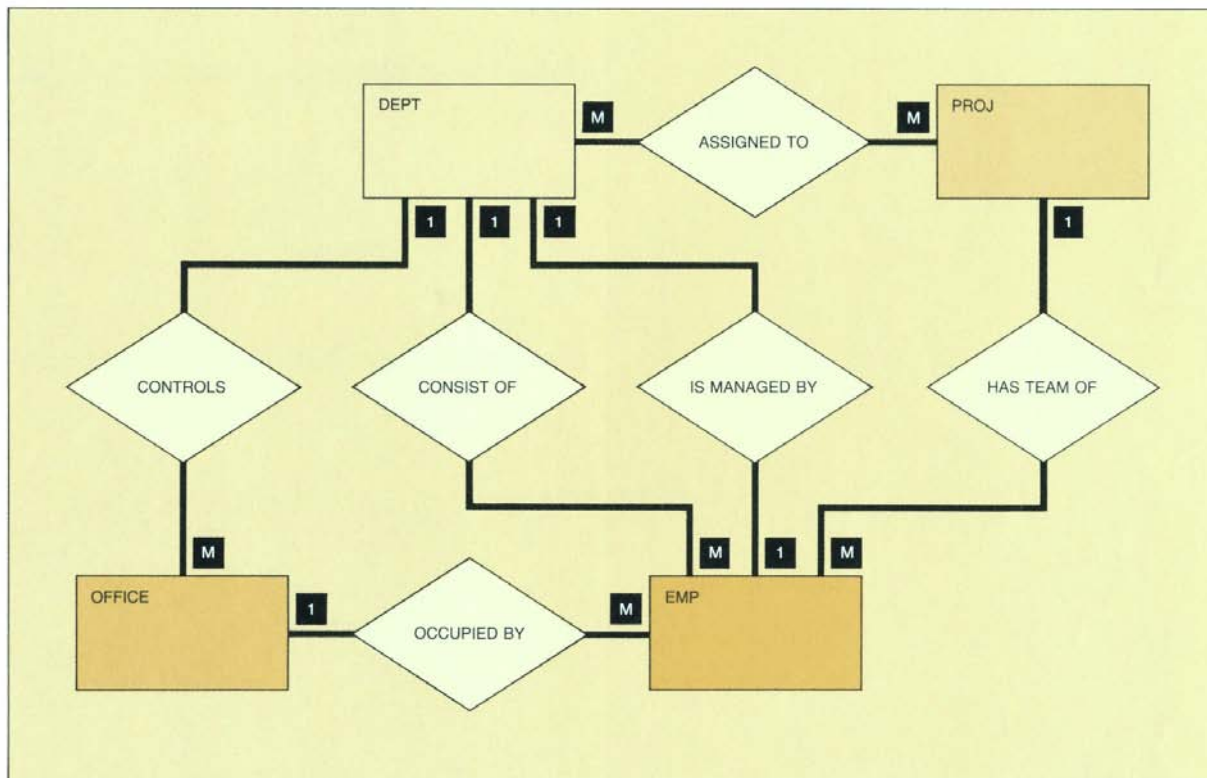 DEPT
M
ASSIGNED TO
M
PROJ
1
1
1
1
CONTROLS
CONSIST OF
IS MANAGED BY
HAS TEAM OF
M
M
1
M
OFFICE
1
OCCUPIED BY
M
EMP